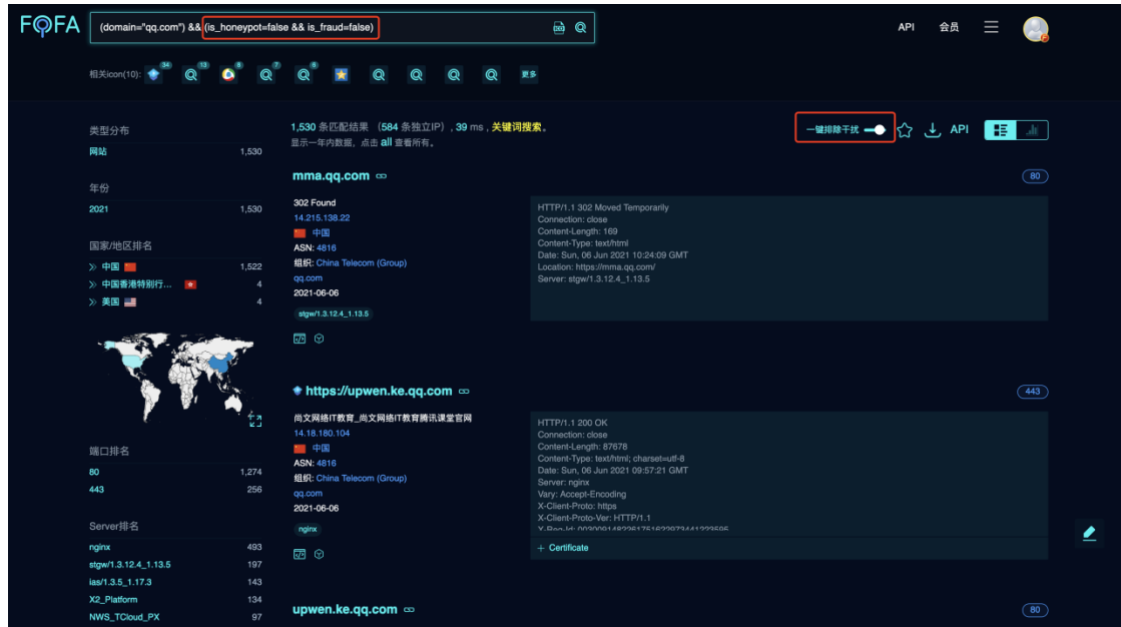 FOFA
(domain="qq.com") && (is_honeypot=false && is_fraud=false)
API
会员
相关icon(10):
34
13
8
7
6
更多
类型分布
网站 1,530
年份
2021 1,530
国家/地区排名
中国 1,522
中国香港特别行... 4
美国 4
端口排名
80 1,274
443 256
Server排名
nginx 493
stgw/1.3.12.4_1.13.5 197
ias/1.3.5_1.17.3 143
X2_Platform 134
NWS_TCloud_PX 97
1,530 条匹配结果 （584 条独立IP），39 ms，关键词搜索。
显示一年内数据，点击 all 查看所有。
一键排除干扰
API
mma.qq.com
80
302 Found
14.215.138.22
中国
ASN: 4816
组织: China Telecom (Group)
qq.com
2021-06-06
stgw/1.3.12.4_1.13.5
HTTP/1.1 302 Moved Temporarily
Connection: close
Content-Length: 169
Content-Type: text/html
Date: Sun, 06 Jun 2021 10:24:09 GMT
Location: https://mma.qq.com/
Server: stgw/1.3.12.4_1.13.5
https://upwen.ke.qq.com
443
尚文网络IT教育_尚文网络IT教育腾讯课堂官网
14.18.180.104
中国
ASN: 4816
组织: China Telecom (Group)
qq.com
2021-06-06
nginx
HTTP/1.1 200 OK
Connection: close
Content-Length: 87678
Content-Type: text/html; charset=utf-8
Date: Sun, 06 Jun 2021 09:57:21 GMT
Server: nginx
Vary: Accept-Encoding
X-Client-Proto: https
X-Client-Proto-Ver: HTTP/1.1
+ Certificate
upwen.ke.qq.com
80